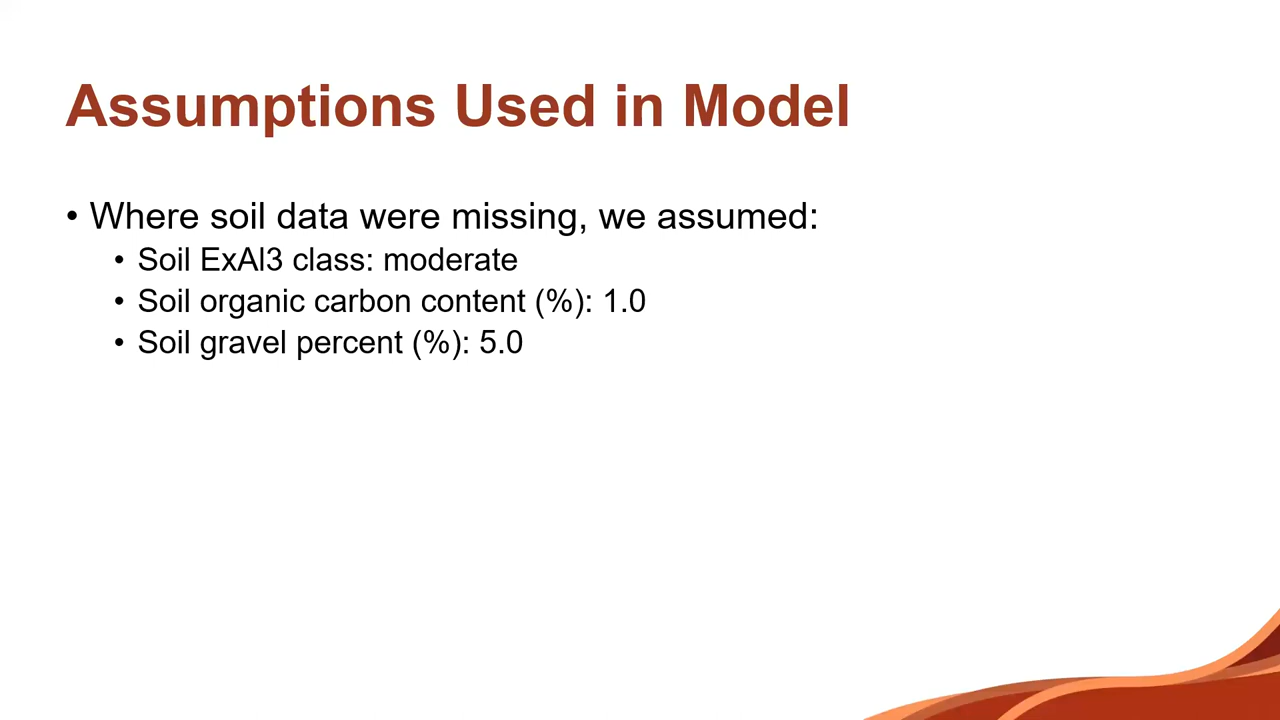 Assumptions Used in Model
• Where soil data were missing, we assumed:
• Soil ExAl3 class: moderate
• Soil organic carbon content (%): 1.0
• Soil gravel percent (%): 5.0